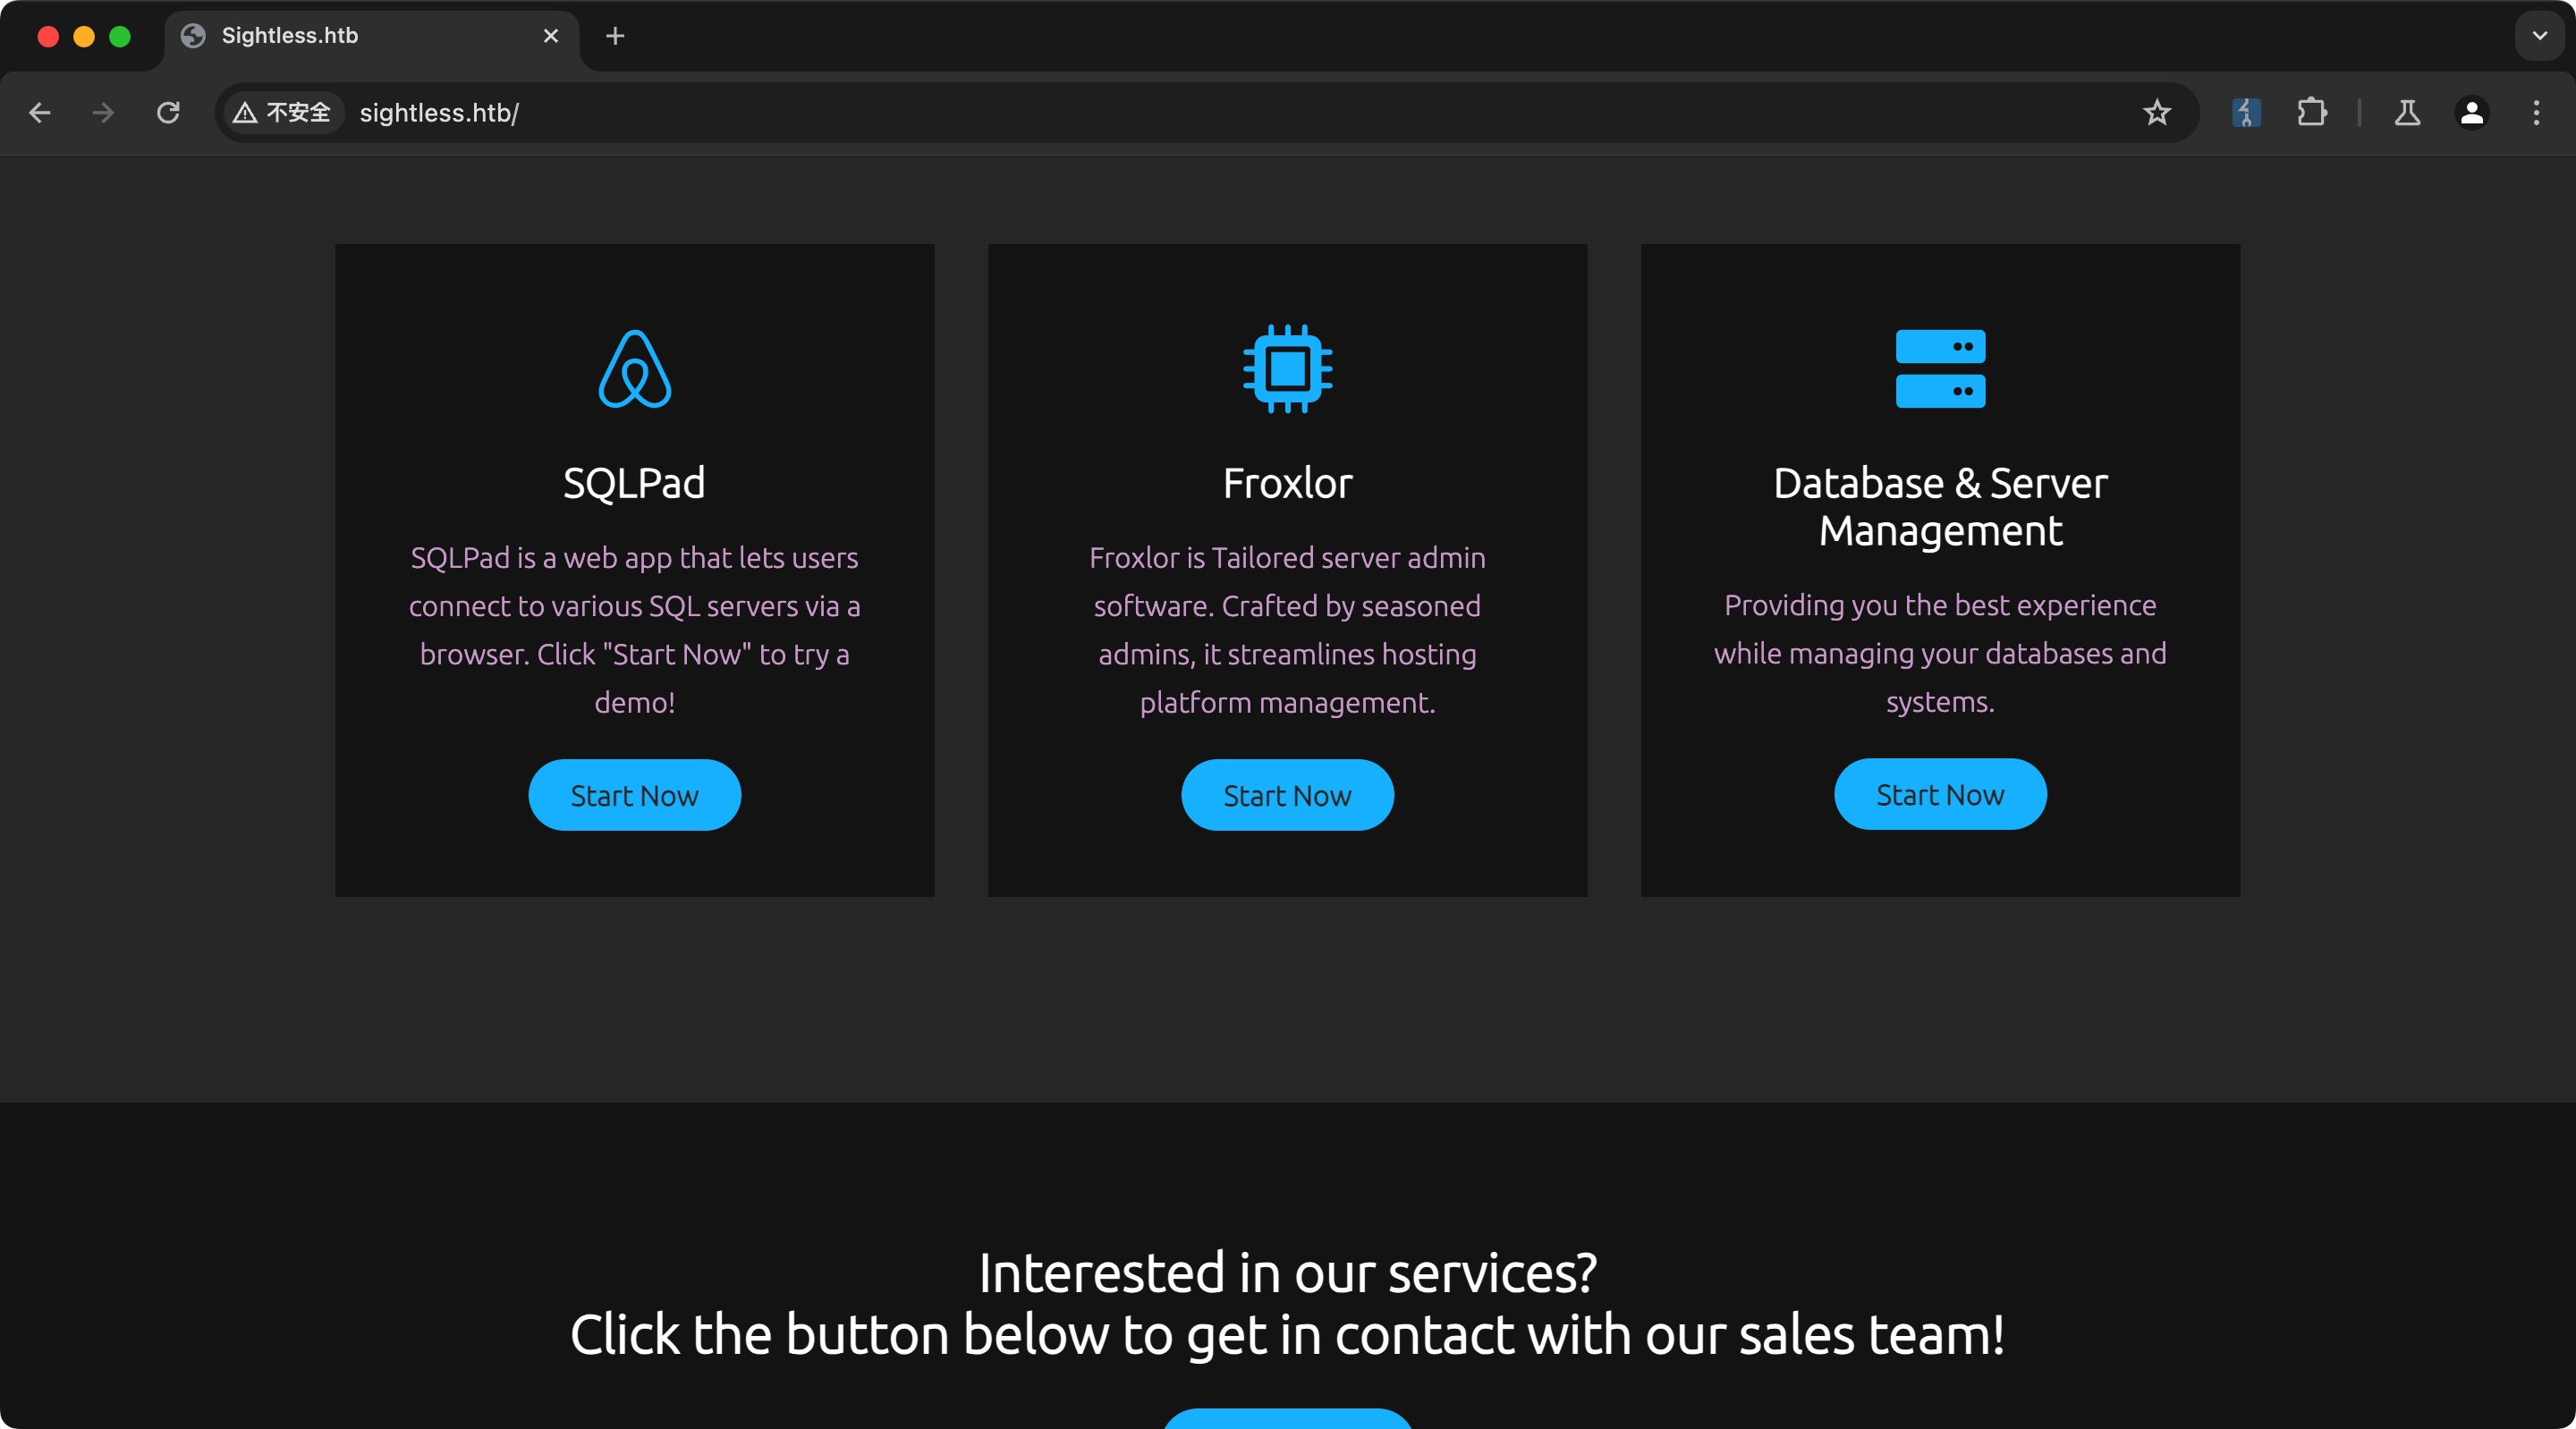 Sightless.htb
不安全
sightless.htb/
SQLPad
SQLPad is a web app that lets users
connect to various SQL servers via a
browser. Click "Start Now" to try a
demo!
Start Now
Froxlor
Froxlor is Tailored server admin
software. Crafted by seasoned
admins, it streamlines hosting
platform management.
Start Now
Database & Server
Management
Providing you the best experience
while managing your databases and
systems.
Start Now
Interested in our services?
Click the button below to get in contact with our sales team!